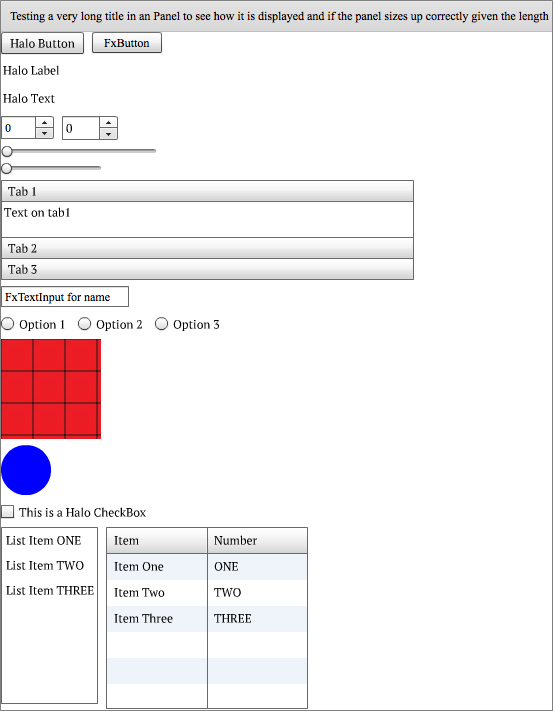 Testing a very long title in an Panel to see how it is displayed and if the panel sizes up correctly given the length
Halo Button FxButton
Halo Label
Halo Text
0 0
Tab 1
Text on tab1
Tab 2
Tab 3
FxTextInput for name
Option 1 Option 2 Option 3
This is a Halo CheckBox
List Item ONE
List Item TWO
List Item THREE
Item Number
Item One ONE
Item Two TWO
Item Three THREE